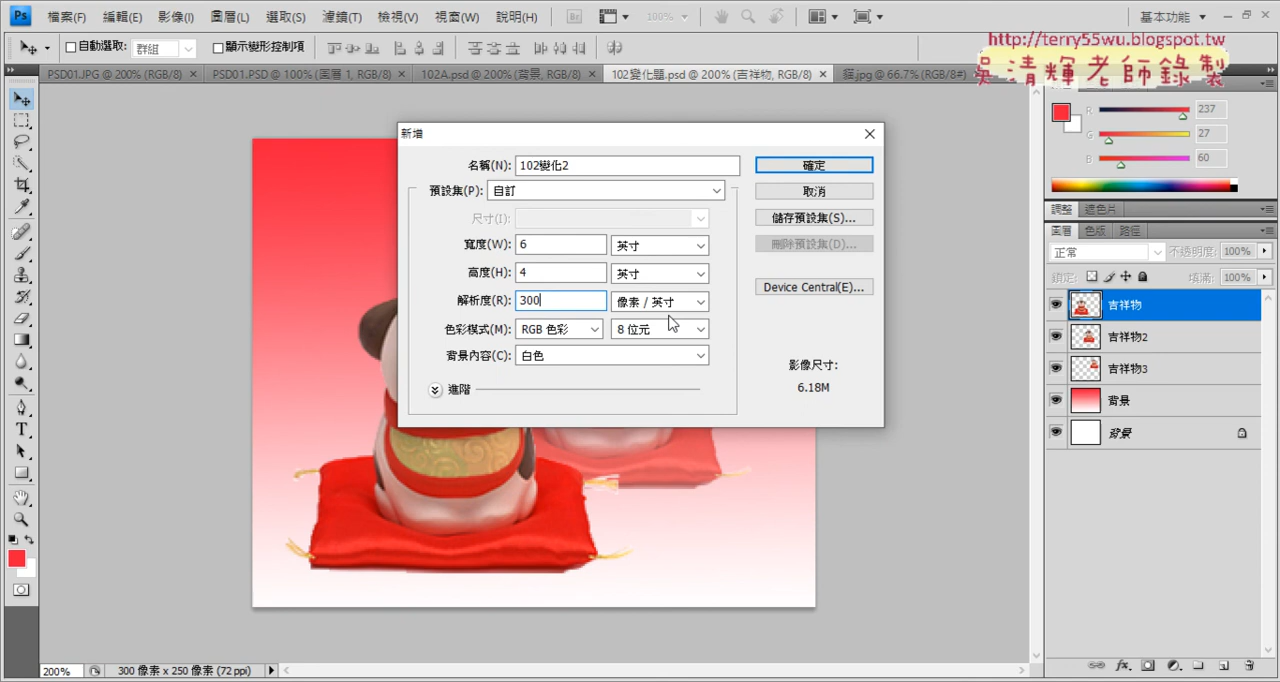 Ps 檔案(F) 編輯(E) 影像(I) 圖層(L) 選取(S) 濾鏡(T) 檢視(V) 視窗(W) 說明(H) Br 100% 基本功能
自動選取: 群組 顯示變形控制項
http://terry55wu.blogspot.tw
吳清輝老師錄製
PSD01.JPG @ 200% (RGB/8) PSD01.PSD @ 100% (圖層 1, RGB/8) 102A.psd @ 200% (背景, RGB/8) 102變化題.psd @ 200% (吉祥物, RGB/8) 貓.jpg @ 66.7% (RGB/8#)
新增
名稱(N): 102變化2 確定
預設集(P): 自訂 取消
尺寸(I): 儲存預設集(S)...
寬度(W): 6 英寸 刪除預設集(D)...
高度(H): 4 英寸
解析度(R): 300 像素 / 英寸 Device Central(E)...
色彩模式(M): RGB 色彩 8 位元
背景內容(C): 白色
影像尺寸:
6.18M
進階
R 237
G 27
B 60
調整 遮色片
圖層 色版 路徑
正常 不透明度: 100%
鎖定: 填滿: 100%
吉祥物
吉祥物2
吉祥物3
背景
背景
T
fx
200% 300 像素 x 250 像素 (72 ppi)